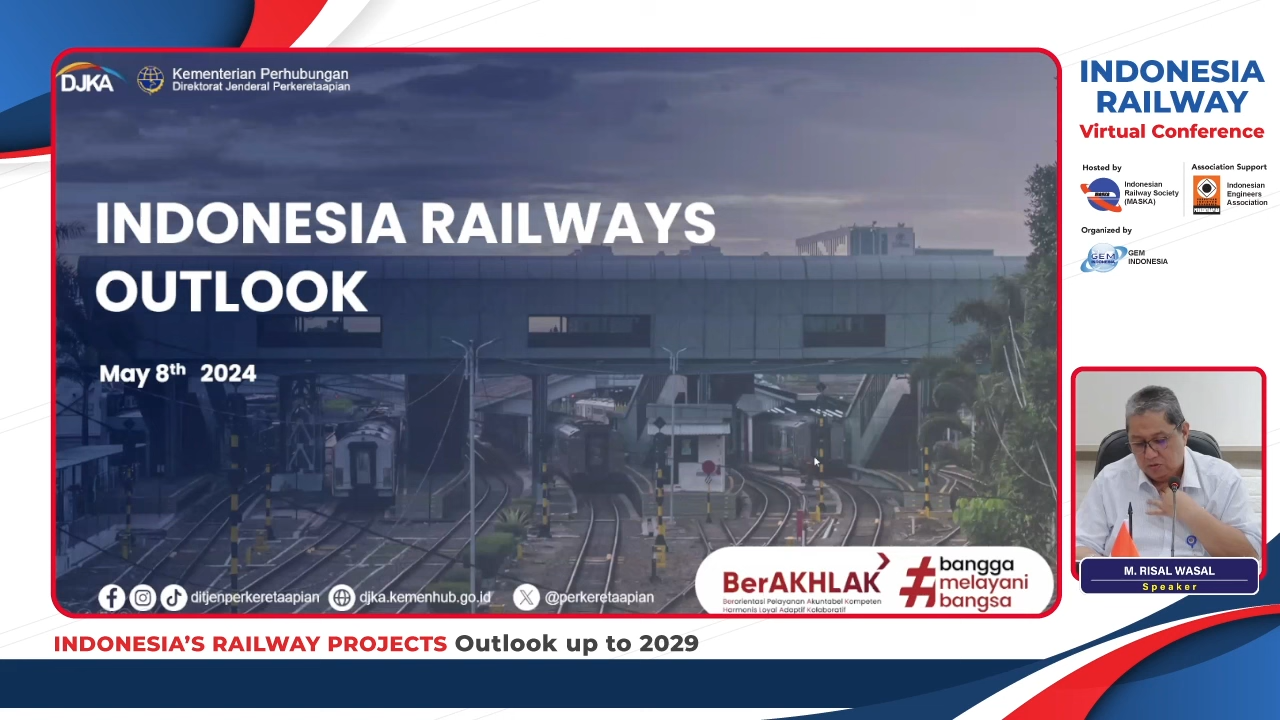 DJKA
Kementerian Perhubungan
Direktorat Jenderal Perkeretaapian
INDONESIA RAILWAYS
OUTLOOK
May 8th 2024
ditjenperkeretaapian
djka.kemenhub.go.id
@perkeretaapian
BerAKHLAK
Berorientasi Pelayanan Akuntabel Kompeten
Harmonis Loyal Adaptif Kolaboratif
#bangga
melayani
bangsa
INDONESIA'S RAILWAY PROJECTS Outlook up to 2029
INDONESIA
RAILWAY
Virtual Conference
Hosted by
MASKA
Indonesian
Railway Society
(MASKA)
Association Support
Indonesian
Engineers
Association
Organized by
GEM
INDONESIA
GEM
INDONESIA
M. RISAL WASAL
Speaker